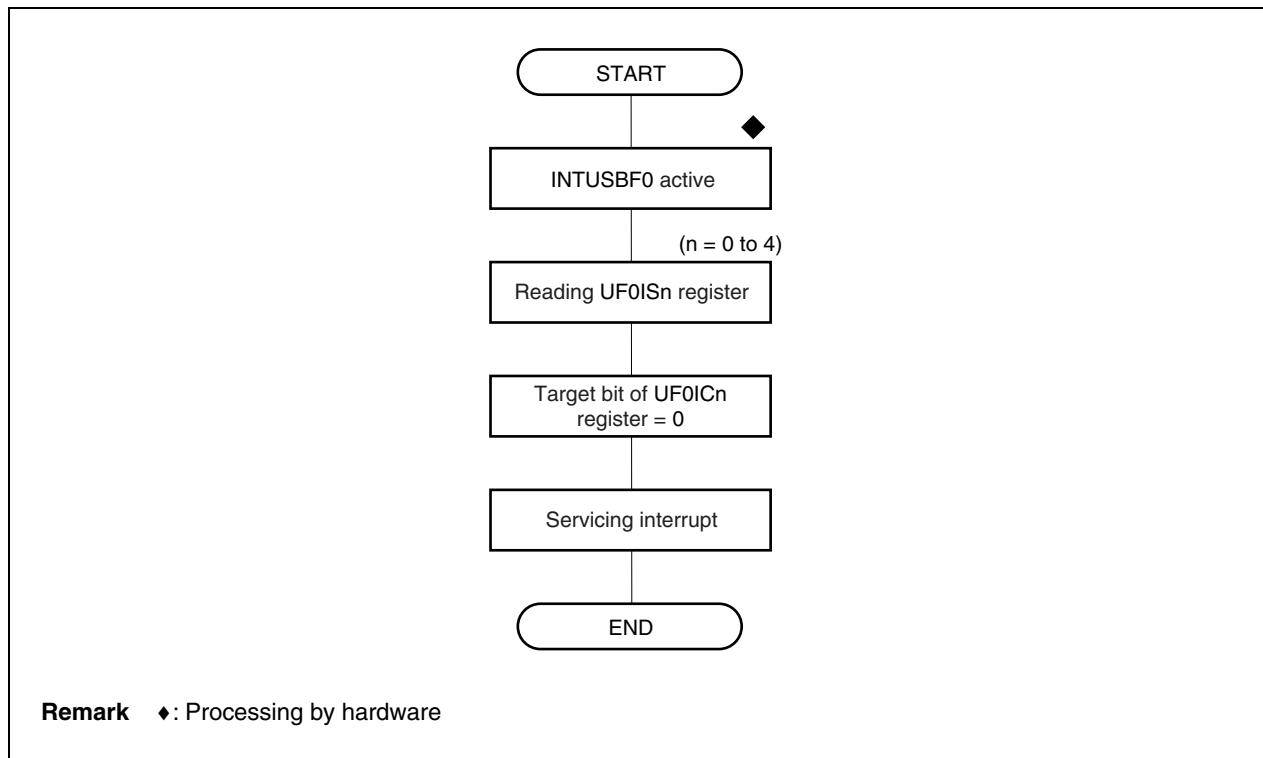 START
◆
INTUSBF0 active
(n = 0 to 4)
Reading UF0ISn register
Target bit of UF0ICn
register = 0
Servicing interrupt
END
Remark ♦: Processing by hardware